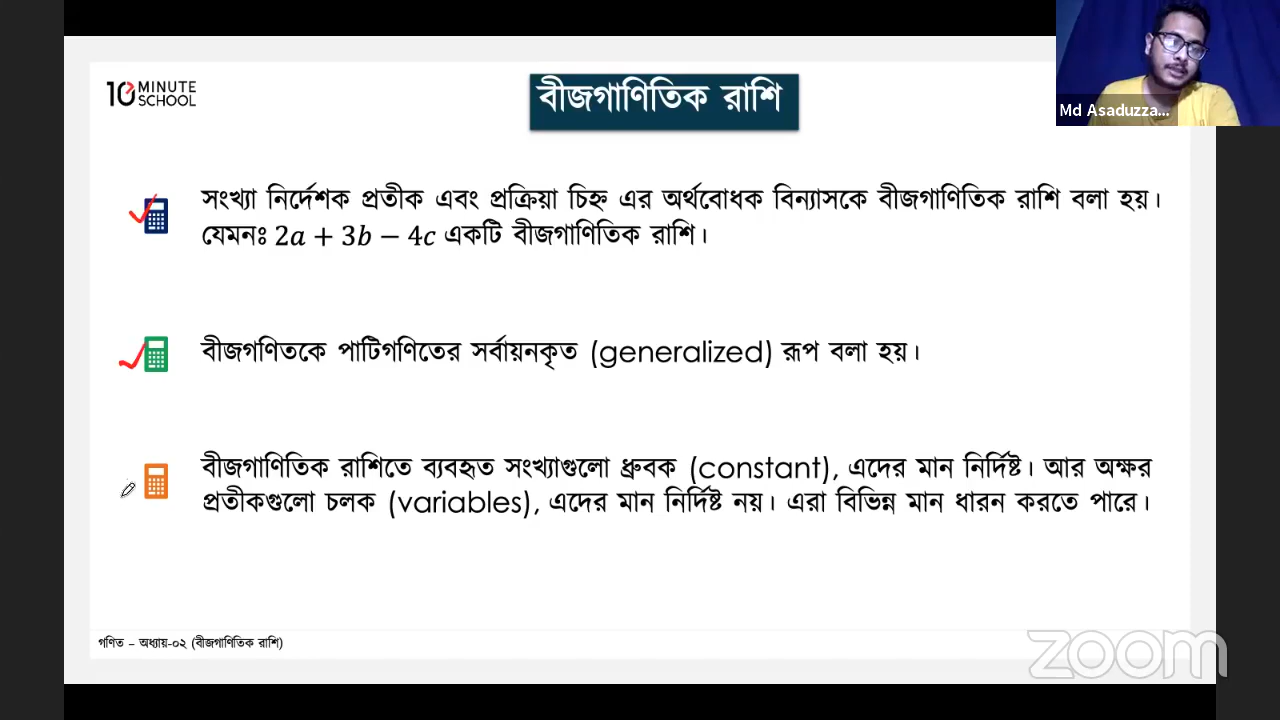 10 MINUTE
SCHOOL
বীজগাণিতিক রাশি
Md Asaduzza...
সংখ্যা নির্দেশক প্রতীক এবং প্রক্রিয়া চিহ্ন এর অর্থবোধক বিন্যাসকে বীজগাণিতিক রাশি বলা হয়।
যেমনঃ 2a + 3b − 4c একটি বীজগাণিতিক রাশি।
বীজগণিতকে পাটিগণিতের সর্বায়নকৃত (generalized) রূপ বলা হয়।
বীজগাণিতিক রাশিতে ব্যবহৃত সংখ্যাগুলো ধ্রুবক (constant), এদের মান নির্দিষ্ট। আর অক্ষর
প্রতীকগুলো চলক (variables), এদের মান নির্দিষ্ট নয়। এরা বিভিন্ন মান ধারন করতে পারে।
গণিত – অধ্যায়-০২ (বীজগাণিতিক রাশি)
zoom